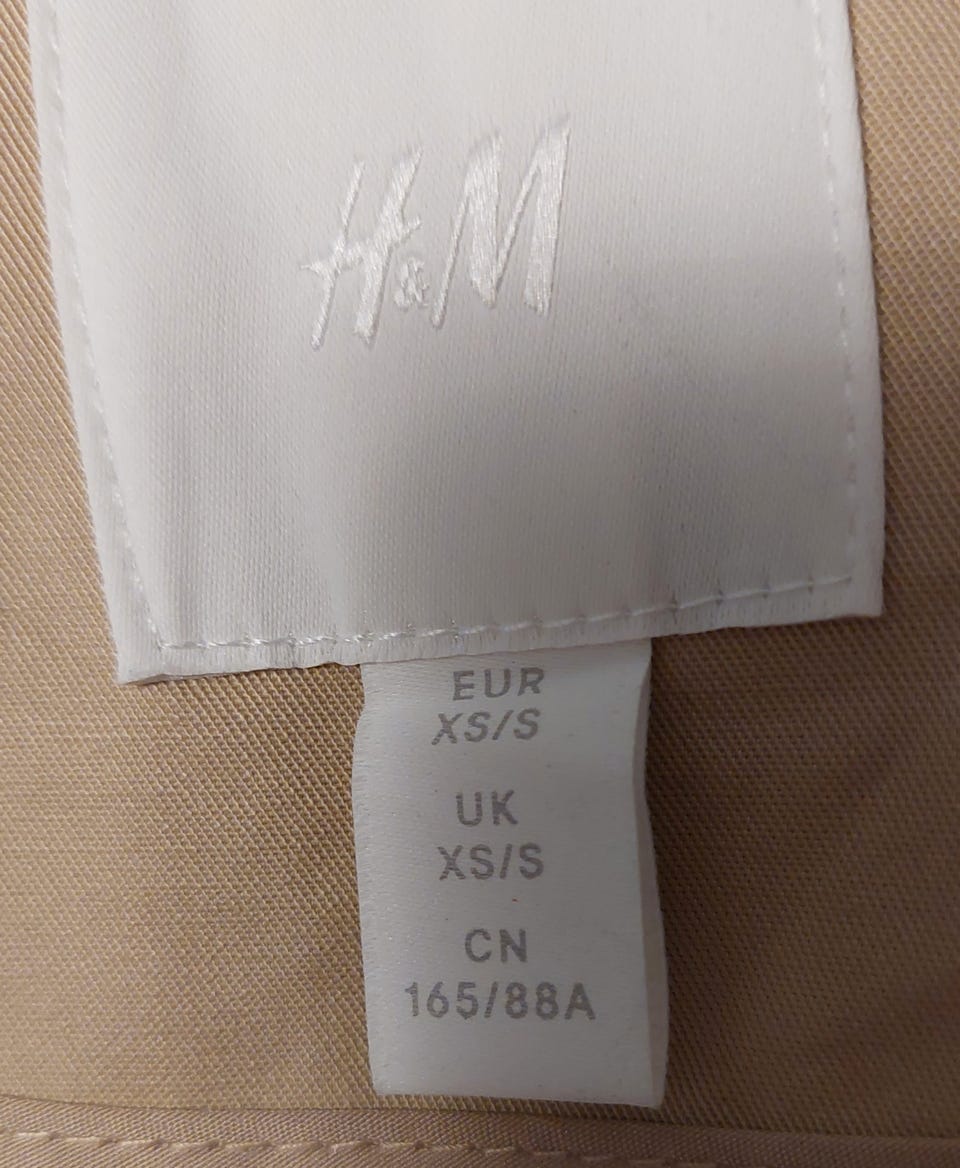 H&M
EUR
XS/S
UK
XS/S
CN
165/88A